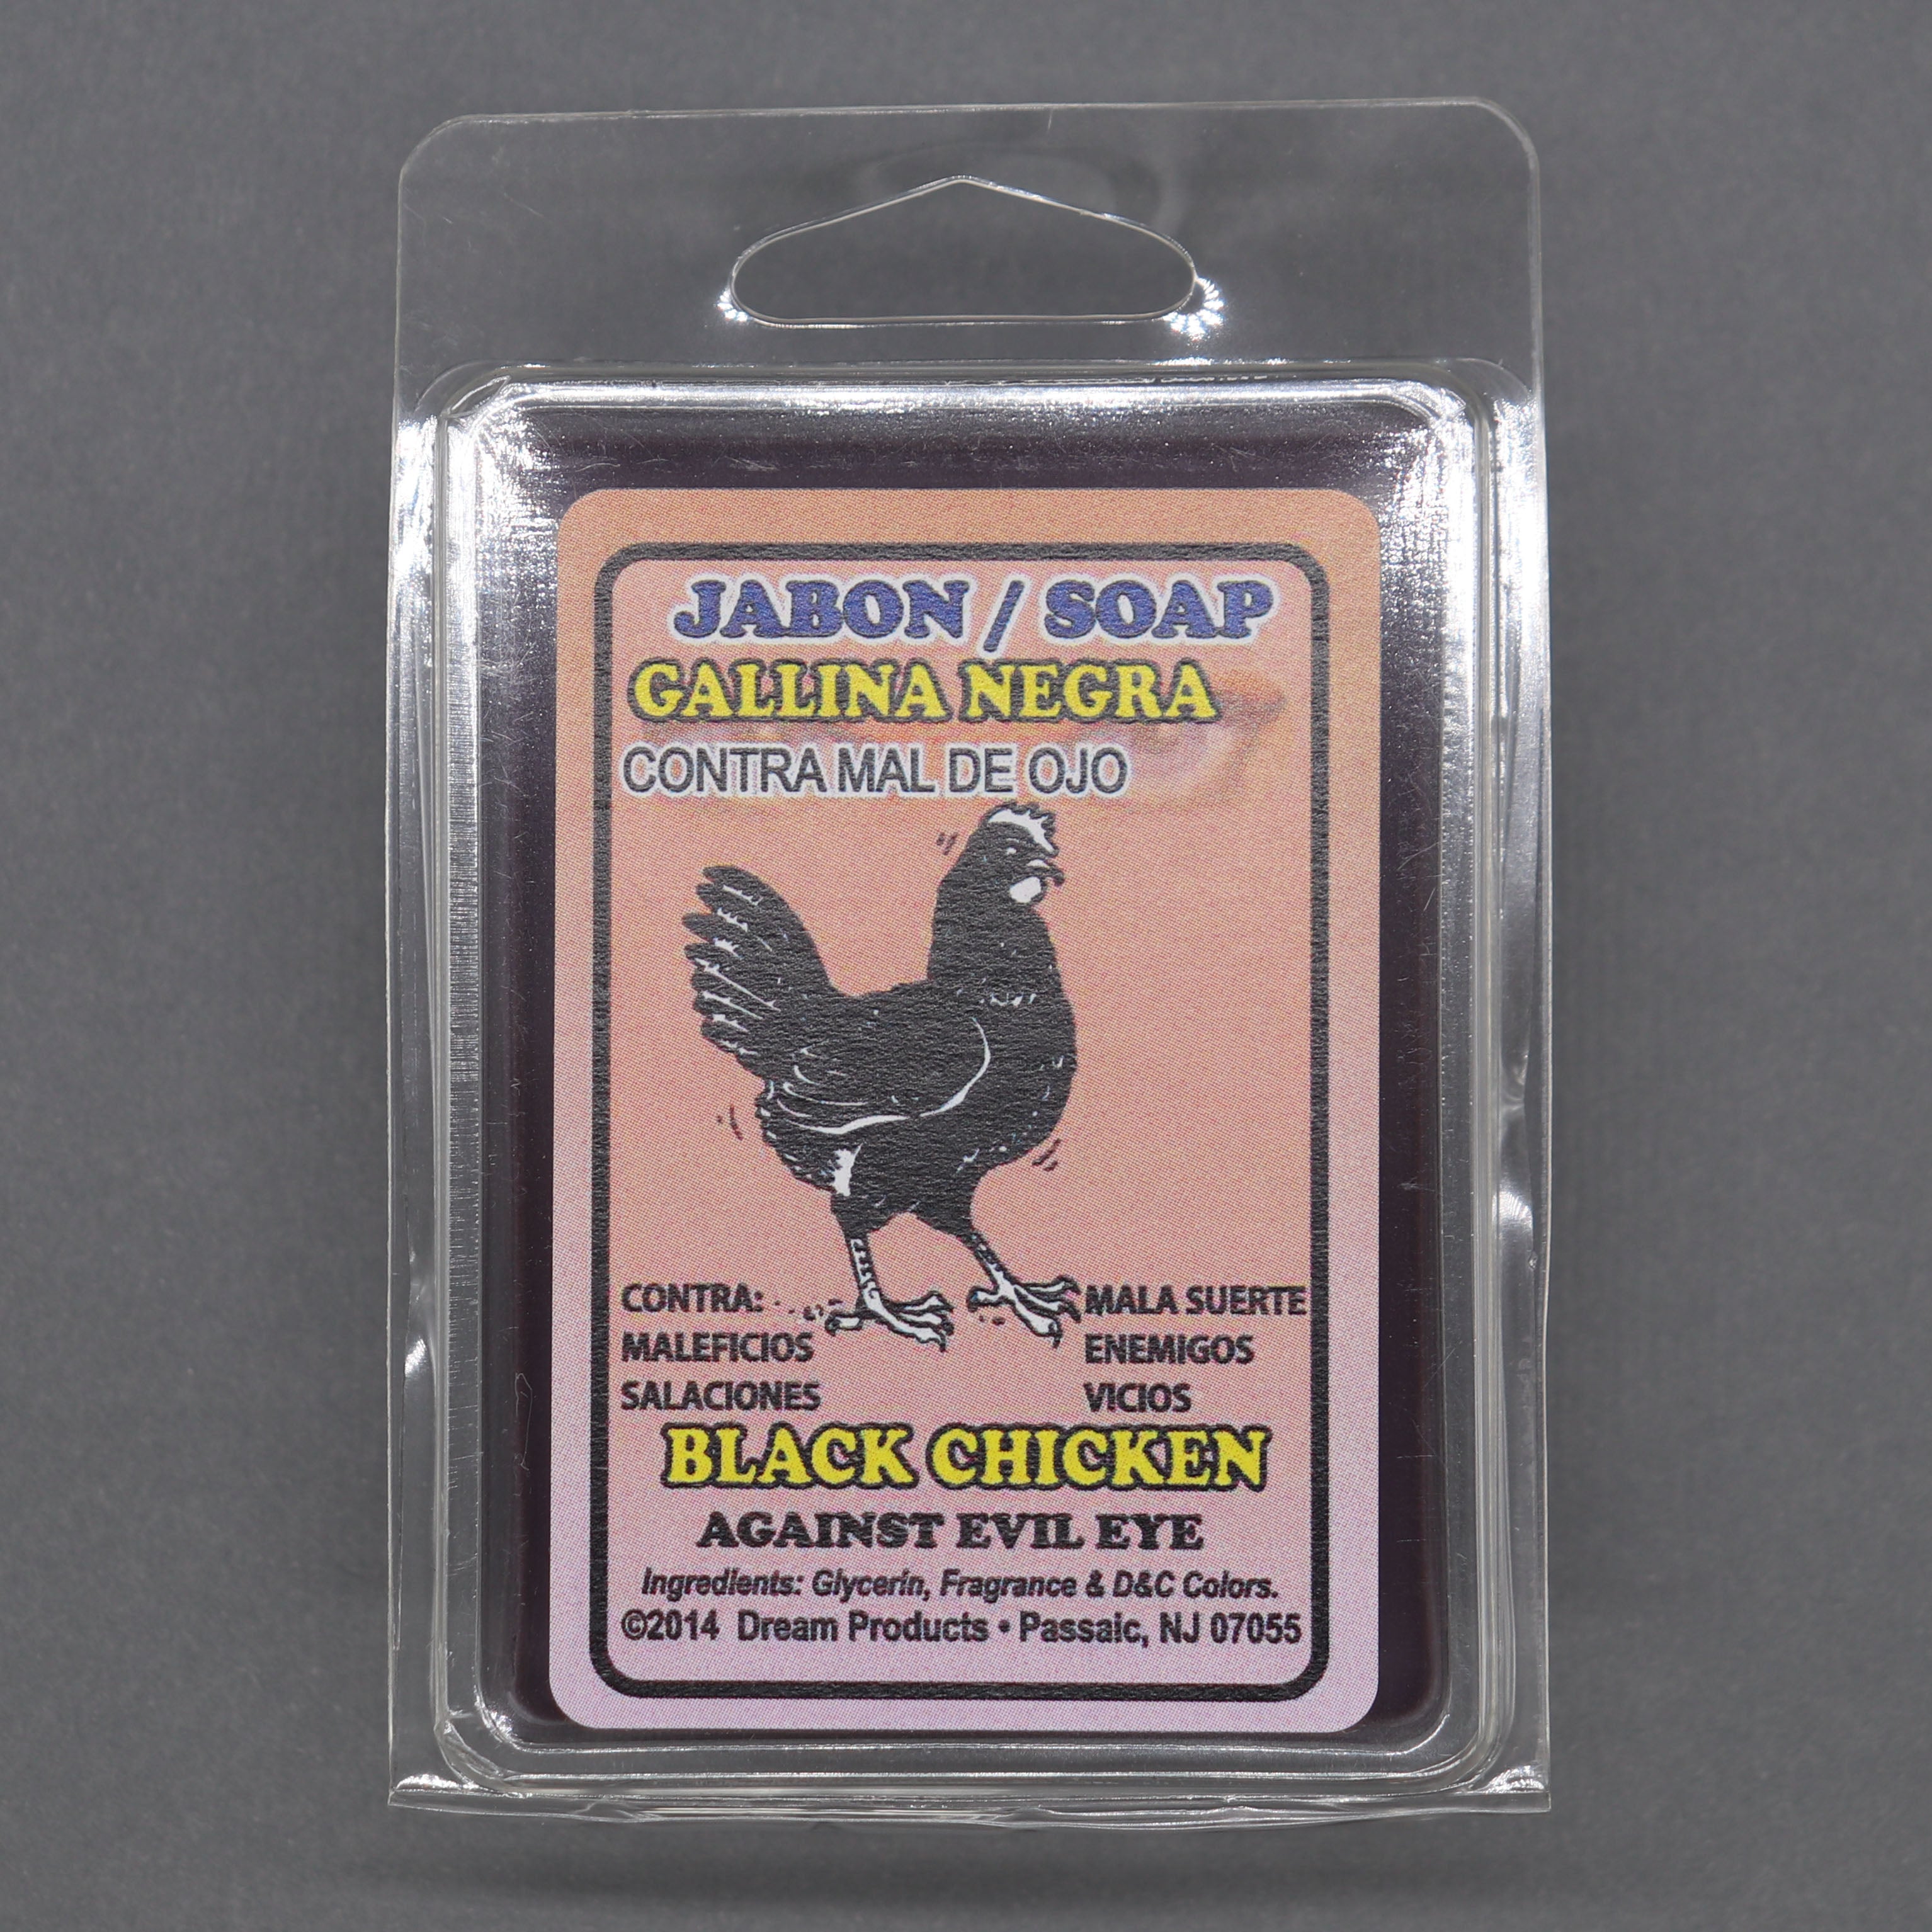 JABON / SOAP
GALLINA NEGRA
CONTRA MAL DE OJO
CONTRA:
MALEFICIOS
SALACIONES
MALA SUERTE
ENEMIGOS
VICIOS
BLACK CHICKEN
AGAINST EVIL EYE
Ingredients: Glycerin, Fragrance & D&C Colors.
©2014 Dream Products • Passaic, NJ 07055